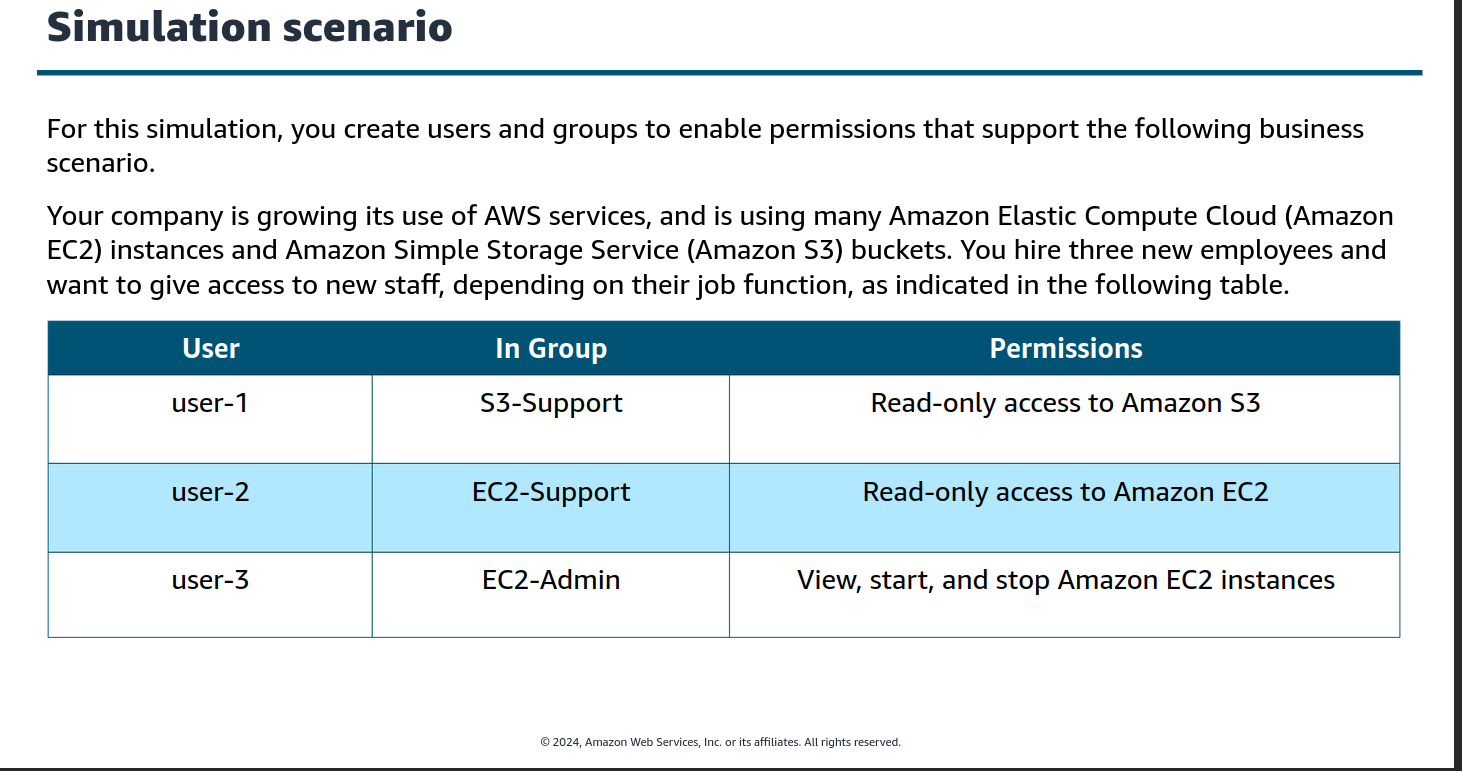 Simulation scenario
For this simulation, you create users and groups to enable permissions that support the following business
scenario.
Your company is growing its use of AWS services, and is using many Amazon Elastic Compute Cloud (Amazon
EC2) instances and Amazon Simple Storage Service (Amazon S3) buckets. You hire three new employees and
want to give access to new staff, depending on their job function, as indicated in the following table.
User In Group Permissions
user-1 S3-Support Read-only access to Amazon S3
user-2 EC2-Support Read-only access to Amazon EC2
user-3 EC2-Admin View, start, and stop Amazon EC2 instances
© 2024, Amazon Web Services, Inc. or its affiliates. All rights reserved.